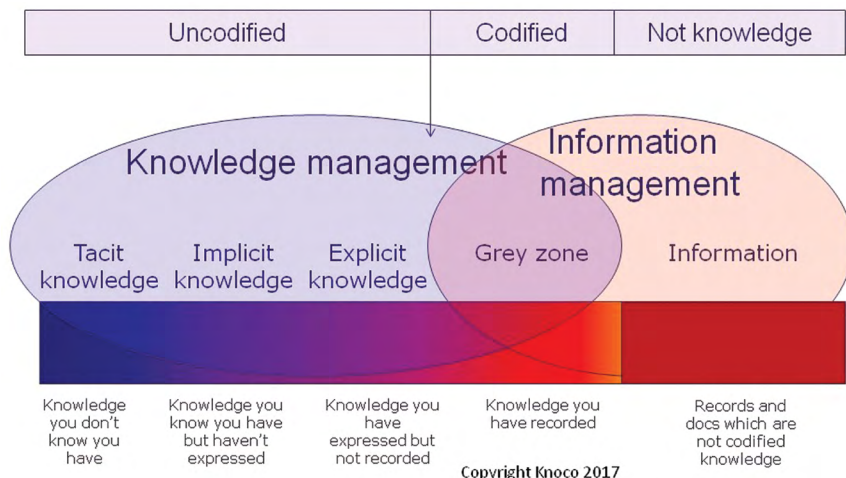 Uncodified Codified Not knowledge
Knowledge management
Information
management
Tacit
knowledge
Implicit
knowledge
Explicit
knowledge
Grey zone
Information
Knowledge
you don't
know you
have
Knowledge you
know you have
but haven't
expressed
Knowledge you
have
expressed but
not recorded
Knowledge you
have recorded
Records and
docs which are
not codified
knowledge
Copyright Knoco 2017